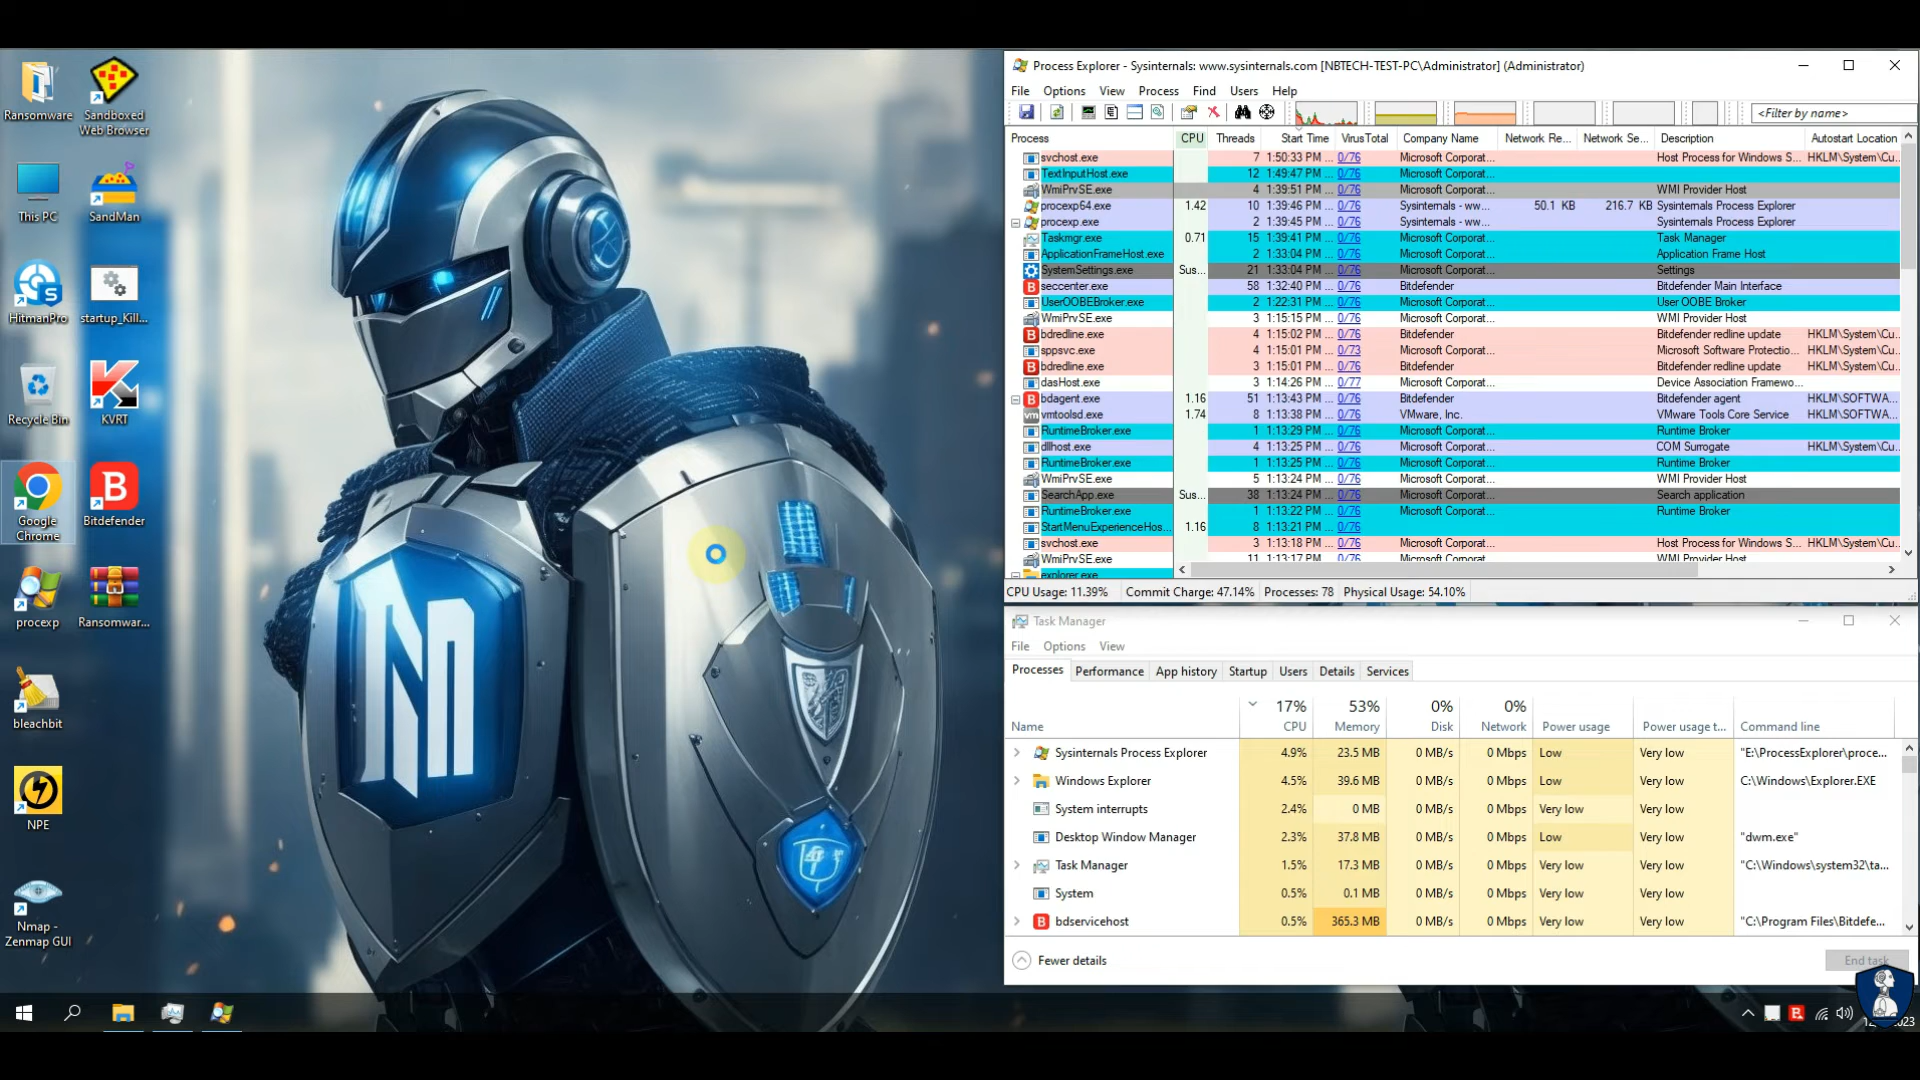 Ransomware
Sandboxed
Web Browser
This PC
SandMan
HitmanPro
startup_Kill...
Recycle Bin
KVRT
Google
Chrome
Bitdefender
procexp
Ransomwar...
bleachbit
NPE
Nmap -
Zenmap GUI
N
Process Explorer - Sysinternals: www.sysinternals.com [NBTECH-TEST-PC\Administrator] (Administrator)
File Options View Process Find Users Help
<Filter by name>
Process CPU Threads Start Time VirusTotal Company Name Network Re... Network Se... Description Autostart Location
svchost.exe 7 1:50:33 PM ... 0/76 Microsoft Corporat... Host Process for Windows S... HKLM\System\Cu...
TextInputHost.exe 12 1:49:47 PM ... 0/76 Microsoft Corporat...
WmiPrvSE.exe 4 1:39:51 PM ... 0/76 Microsoft Corporat... WMI Provider Host
procexp64.exe 1.42 10 1:39:46 PM ... 0/76 Sysinternals - ww... 50.1 KB 216.7 KB Sysinternals Process Explorer
procexp.exe 2 1:39:45 PM ... 0/76 Sysinternals - ww... Sysinternals Process Explorer
Taskmgr.exe 0.71 15 1:39:41 PM ... 0/76 Microsoft Corporat... Task Manager
ApplicationFrameHost.exe 2 1:33:04 PM ... 0/76 Microsoft Corporat... Application Frame Host
SystemSettings.exe Sus... 21 1:33:04 PM ... 0/76 Microsoft Corporat... Settings
seccenter.exe 58 1:32:40 PM ... 0/76 Bitdefender Bitdefender Main Interface
UserOOBEBroker.exe 2 1:22:31 PM ... 0/76 Microsoft Corporat... User OOBE Broker
WmiPrvSE.exe 3 1:15:15 PM ... 0/76 Microsoft Corporat... WMI Provider Host
bdredline.exe 4 1:15:02 PM ... 0/76 Bitdefender Bitdefender redline update HKLM\System\Cu...
sppsvc.exe 4 1:15:01 PM ... 0/73 Microsoft Corporat... Microsoft Software Protectio... HKLM\System\Cu...
bdredline.exe 3 1:15:01 PM ... 0/76 Bitdefender Bitdefender redline update HKLM\System\Cu...
dasHost.exe 3 1:14:26 PM ... 0/77 Microsoft Corporat... Device Association Framewo...
bdagent.exe 1.16 51 1:13:43 PM ... 0/76 Bitdefender Bitdefender agent HKLM\SOFTWA...
vmtoolsd.exe 1.74 8 1:13:38 PM ... 0/76 VMware, Inc. VMware Tools Core Service HKLM\SOFTWA...
RuntimeBroker.exe 1 1:13:29 PM ... 0/76 Microsoft Corporat... Runtime Broker
dllhost.exe 4 1:13:25 PM ... 0/76 Microsoft Corporat... COM Surrogate HKLM\System\Cu...
RuntimeBroker.exe 1 1:13:25 PM ... 0/76 Microsoft Corporat... Runtime Broker
WmiPrvSE.exe 5 1:13:24 PM ... 0/76 Microsoft Corporat... WMI Provider Host
SearchApp.exe Sus... 38 1:13:24 PM ... 0/76 Microsoft Corporat... Search application
RuntimeBroker.exe 1 1:13:22 PM ... 0/76 Microsoft Corporat... Runtime Broker
StartMenuExperienceHos... 1.16 8 1:13:21 PM ... 0/76 Microsoft Corporat...
svchost.exe 3 1:13:18 PM ... 0/76 Microsoft Corporat... Host Process for Windows S... HKLM\System\Cu...
WmiPrvSE.exe 11 1:13:17 PM ... 0/76 Microsoft Corporat... WMI Provider Host
explorer.exe
CPU Usage: 11.39% Commit Charge: 47.14% Processes: 78 Physical Usage: 54.10%
Task Manager
File Options View
Processes Performance App history Startup Users Details Services
17% 53% 0% 0%
Name CPU Memory Disk Network Power usage Power usage t... Command line
Sysinternals Process Explorer 4.9% 23.5 MB 0 MB/s 0 Mbps Low Very low "E:\ProcessExplorer\proce...
Windows Explorer 4.5% 39.6 MB 0 MB/s 0 Mbps Low Very low C:\Windows\Explorer.EXE
System interrupts 2.4% 0 MB 0 MB/s 0 Mbps Very low Very low
Desktop Window Manager 2.3% 37.8 MB 0 MB/s 0 Mbps Low Very low "dwm.exe"
Task Manager 1.5% 17.3 MB 0 MB/s 0 Mbps Very low Very low "C:\Windows\system32\ta...
System 0.5% 0.1 MB 0 MB/s 0 Mbps Very low Very low
bdservicehost 0.5% 365.3 MB 0 MB/s 0 Mbps Very low Very low "C:\Program Files\Bitdefe...
Fewer details
End task